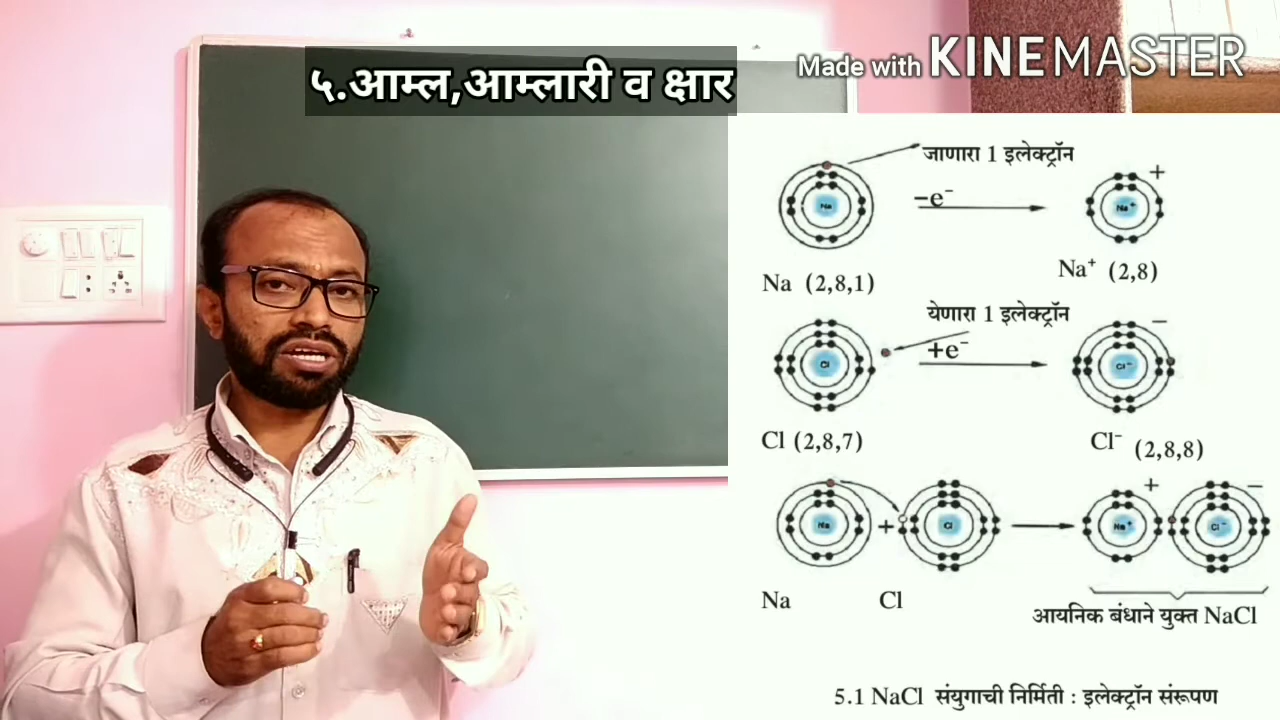 ५.आम्ल,आम्लारी व क्षार
Made with KINEMASTER
जाणारा 1 इलेक्ट्रॉन
−e⁻
Na
Na⁺
+
Na (2,8,1)
Na⁺ (2,8)
येणारा 1 इलेक्ट्रॉन
+e⁻
Cl
Cl⁻
−
Cl (2,8,7)
Cl⁻ (2,8,8)
Na
+
Cl
Na⁺
+
Cl⁻
−
Na
Cl
आयनिक बंधाने युक्त NaCl
5.1 NaCl संयुगाची निर्मिती : इलेक्ट्रॉन संरूपण